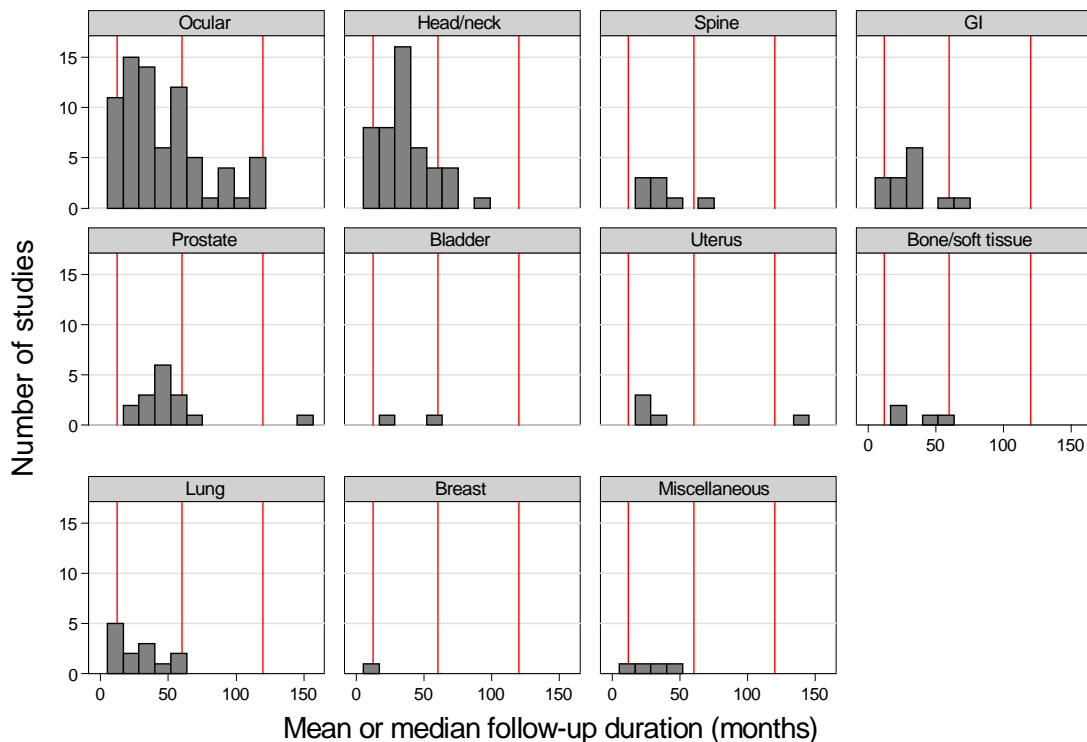 Ocular Head/neck Spine GI
15
10
5
0
Prostate Bladder Uterus Bone/soft tissue
15
10
5
0
0 50 100 150
Lung Breast Miscellaneous
15
10
5
0
0 50 100 150 0 50 100 150 0 50 100 150
Number of studies
Mean or median follow-up duration (months)